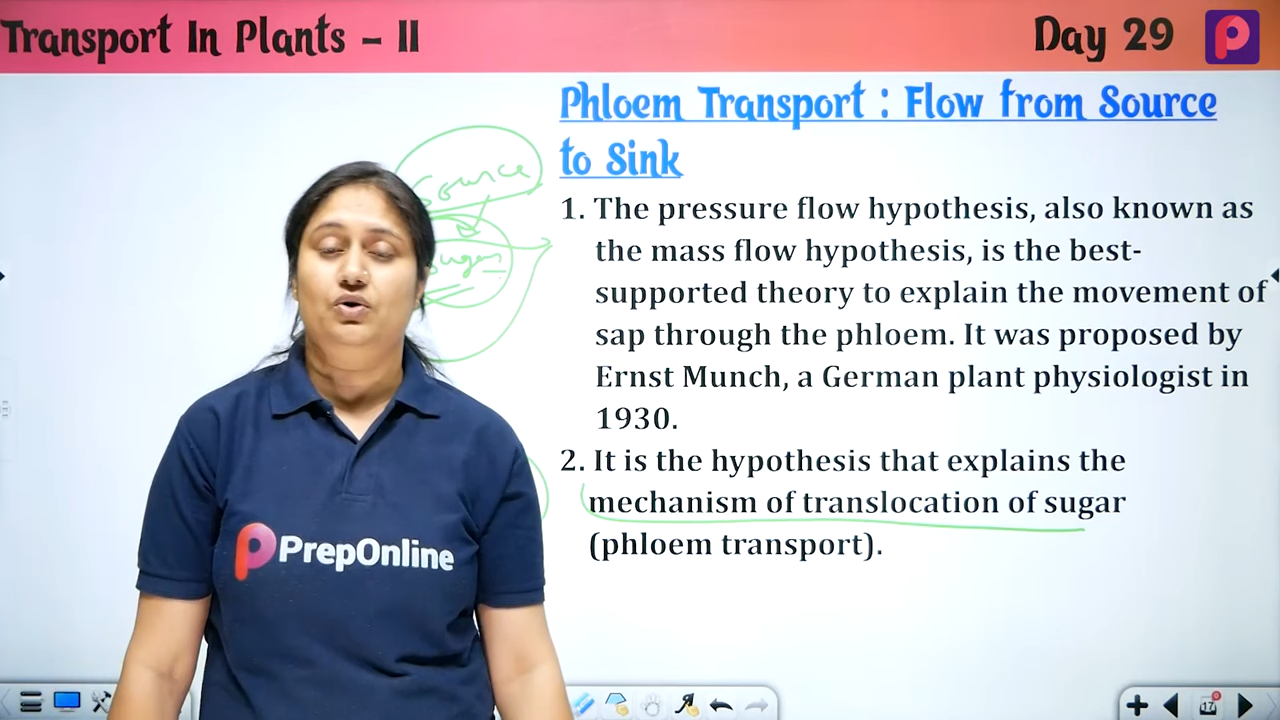 Transport In Plants – II
Day 29
Phloem Transport : Flow from Source
to Sink
1. The pressure flow hypothesis, also known as
the mass flow hypothesis, is the best-
supported theory to explain the movement of
sap through the phloem. It was proposed by
Ernst Munch, a German plant physiologist in
1930.
2. It is the hypothesis that explains the
mechanism of translocation of sugar
(phloem transport).
Source
PrepOnline
17